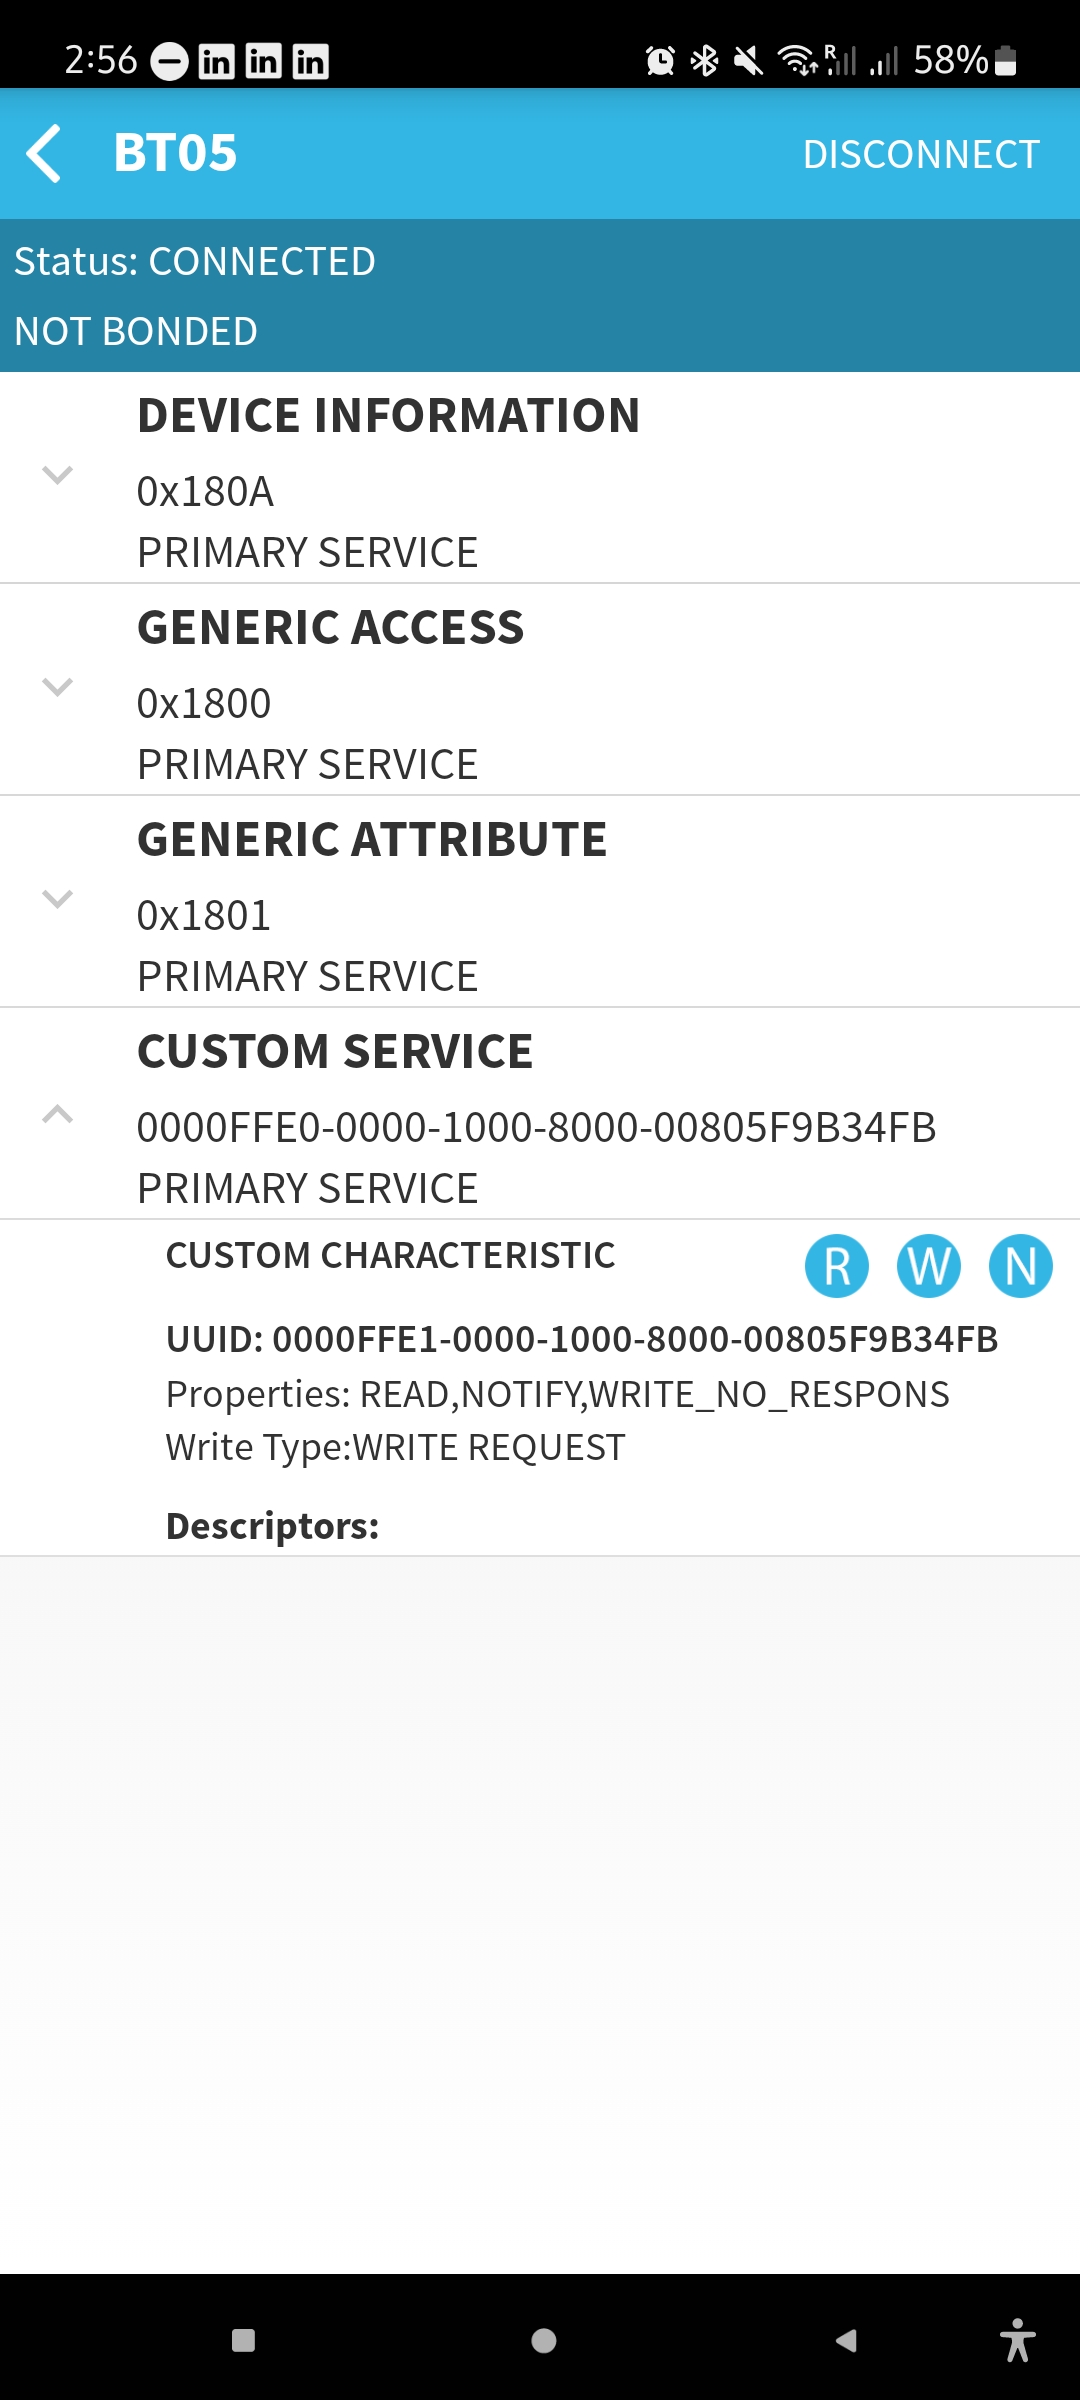 2:56 in in in R 58%
BT05 DISCONNECT
Status: CONNECTED
NOT BONDED
DEVICE INFORMATION
0x180A
PRIMARY SERVICE
GENERIC ACCESS
0x1800
PRIMARY SERVICE
GENERIC ATTRIBUTE
0x1801
PRIMARY SERVICE
CUSTOM SERVICE
0000FFE0-0000-1000-8000-00805F9B34FB
PRIMARY SERVICE
CUSTOM CHARACTERISTIC R W N
UUID: 0000FFE1-0000-1000-8000-00805F9B34FB
Properties: READ,NOTIFY,WRITE_NO_RESPONS
Write Type:WRITE REQUEST
Descriptors: